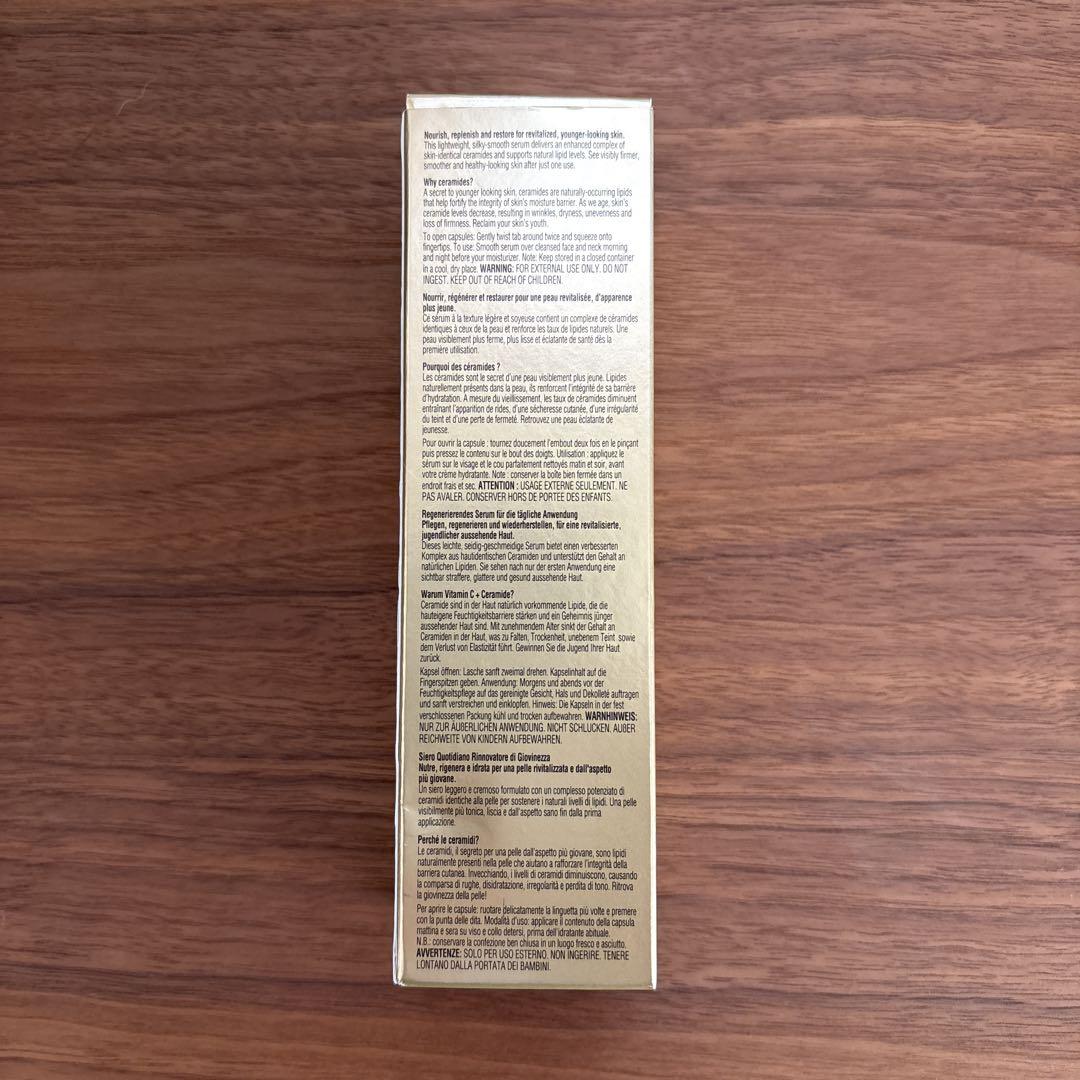 Nourish, replenish and restore for revitalized, younger-looking skin.
This lightweight, silky-smooth serum delivers an enhanced complex of
skin-identical ceramides and supports natural lipid levels. See visibly firmer,
smoother and healthy-looking skin after just one use.
Why ceramides?
A secret to younger looking skin, ceramides are naturally-occurring lipids
that help fortify the integrity of skin's moisture barrier. As we age, skin's
ceramide levels decrease, resulting in wrinkles, dryness, unevenness and
loss of firmness. Reclaim your skin's youth.
To open capsules: Gently twist tab around twice and squeeze onto
fingertips. To use: Smooth serum over cleansed face and neck morning
and night before your moisturizer. Note: Keep stored in a closed container
in a cool, dry place. WARNING: FOR EXTERNAL USE ONLY. DO NOT
INGEST. KEEP OUT OF REACH OF CHILDREN.
Nourrir, régénérer et restaurer pour une peau revitalisée, d'apparence
plus jeune.
Ce sérum à la texture légère et soyeuse contient un complexe de céramides
identiques à ceux de la peau et renforce les taux de lipides naturels. Une
peau visiblement plus ferme, plus lisse et éclatante de santé dès la
première utilisation.
Pourquoi des céramides ?
Les céramides sont le secret d'une peau visiblement plus jeune. Lipides
naturellement présents dans la peau, ils renforcent l'intégrité de sa barrière
d'hydratation. A mesure du vieillissement, les taux de céramides diminuent
entraînant l'apparition de rides, d'une sécheresse cutanée, d'une irrégularité
du teint et d'une perte de fermeté. Retrouvez une peau éclatante de
jeunesse.
Pour ouvrir la capsule : tournez doucement l'embout deux fois en le pinçant
puis pressez le contenu sur le bout des doigts. Utilisation : appliquez le
sérum sur le visage et le cou parfaitement nettoyés matin et soir, avant
votre crème hydratante. Note : conserver la boîte bien fermée dans un
endroit frais et sec. ATTENTION : USAGE EXTERNE SEULEMENT. NE
PAS AVALER. CONSERVER HORS DE PORTEE DES ENFANTS.
Regenerierendes Serum für die tägliche Anwendung
Pflegen, regenerieren und wiederherstellen, für eine revitalisierte,
jugendlicher aussehende Haut.
Dieses leichte, seidig-geschmeidige Serum bietet einen verbesserten
Komplex aus hautidentischen Ceramiden und unterstützt den Gehalt an
natürlichen Lipiden. Sie sehen nach nur der ersten Anwendung eine
sichtbar straffere, glattere und gesund aussehende Haut.
Warum Vitamin C + Ceramide?
Ceramide sind in der Haut natürlich vorkommende Lipide, die die
hauteigene Feuchtigkeitsbarriere stärken und ein Geheimnis jünger
aussehender Haut sind. Mit zunehmendem Alter sinkt der Gehalt an
Ceramiden in der Haut, was zu Falten, Trockenheit, unebenem Teint sowie
dem Verlust von Elastizität führt. Gewinnen Sie die Jugend Ihrer Haut
zurück.
Kapsel öffnen: Lasche sanft zweimal drehen. Kapselinhalt auf die
Fingerspitzen geben. Anwendung: Morgens und abends vor der
Feuchtigkeitspflege auf das gereinigte Gesicht, Hals und Dekolleté auftragen
und sanft verstreichen und einklopfen. Hinweis: Die Kapseln in der fest
verschlossenen Packung kühl und trocken aufbewahren. WARNHINWEIS:
NUR ZUR ÄUßERLICHEN ANWENDUNG. NICHT SCHLUCKEN. AUßER
REICHWEITE VON KINDERN AUFBEWAHREN.
Siero Quotidiano Rinnovatore di Giovinezza
Nutre, rigenera e idrata per una pelle rivitalizzata e dall'aspetto
più giovane.
Un siero leggero e cremoso formulato con un complesso potenziato di
ceramidi identiche alla pelle per sostenere i naturali livelli di lipidi. Una pelle
visibilmente più tonica, liscia e dall'aspetto sano fin dalla prima
applicazione.
Perché le ceramidi?
Le ceramidi, il segreto per una pelle dall'aspetto più giovane, sono lipidi
naturalmente presenti nella pelle che aiutano a rafforzare l'integrità della
barriera cutanea. Invecchiando, i livelli di ceramidi diminuiscono, causando
la comparsa di rughe, disidratazione, irregolarità e perdita di tono. Ritrova
la giovinezza della pelle!
Per aprire le capsule: ruotare delicatamente la linguetta più volte e premere
con la punta delle dita. Modalità d'uso: applicare il contenuto della capsula
mattina e sera su viso e collo detersi, prima dell'idratante abituale.
N.B.: conservare la confezione ben chiusa in un luogo fresco e asciutto.
AVVERTENZE: SOLO PER USO ESTERNO. NON INGERIRE. TENERE
LONTANO DALLA PORTATA DEI BAMBINI.